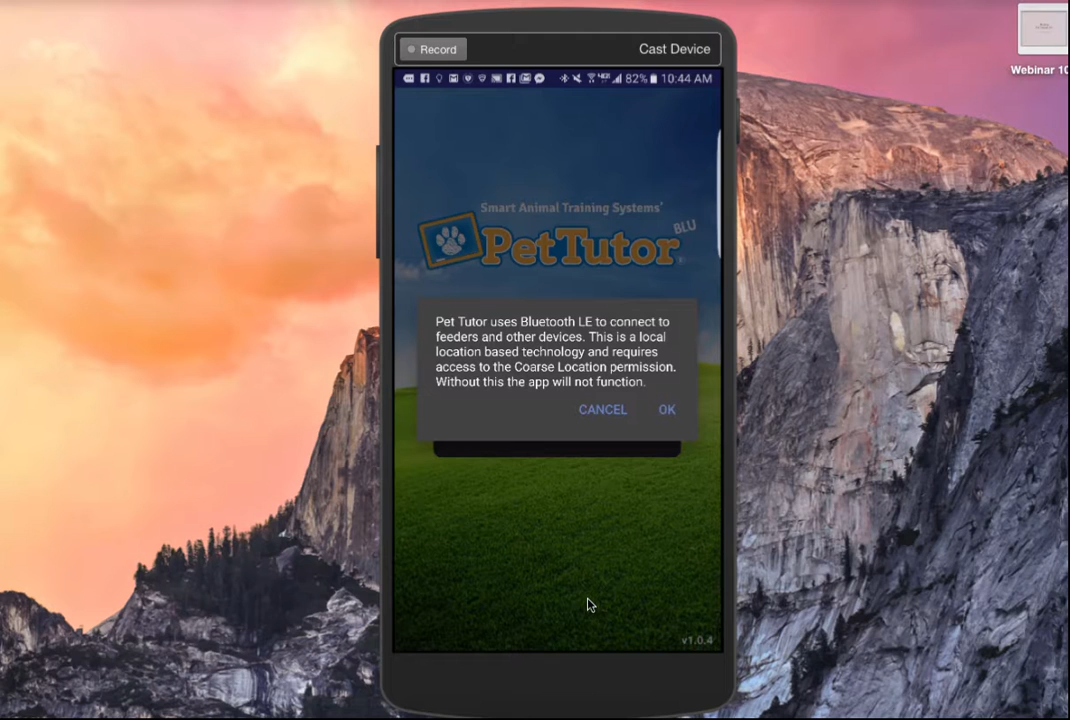 Record
Cast Device
82% 10:44 AM
Webinar 10
Smart Animal Training Systems'
PetTutor BLU
Pet Tutor uses Bluetooth LE to connect to
feeders and other devices. This is a local
location based technology and requires
access to the Coarse Location permission.
Without this the app will not function.
CANCEL OK
v1.0.4